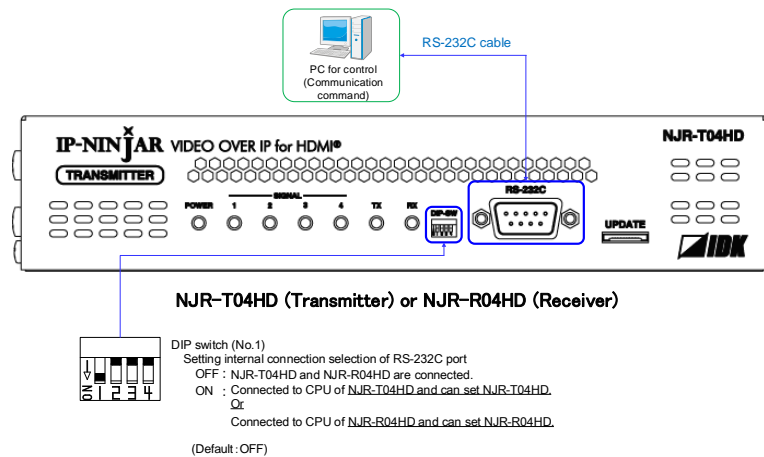 RS-232C cable
PC for control
(Communication
command)
IP-NINJAR VIDEO OVER IP for HDMI®
NJR-T04HD
TRANSMITTER
SIGNAL
RS-232C
POWER 1 2 3 4 TX RX DIP-SW
UPDATE
IDK
NJR-T04HD (Transmitter) or NJR-R04HD (Receiver)
ON 1 2 3 4
DIP switch (No.1)
Setting internal connection selection of RS-232C port
OFF : NJR-T04HD and NJR-R04HD are connected.
ON : Connected to CPU of NJR-T04HD and can set NJR-T04HD.
Or
Connected to CPU of NJR-R04HD and can set NJR-R04HD.
(Default : OFF)